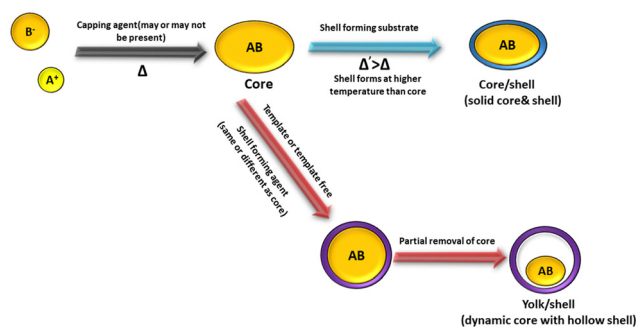 B-
A+
Capping agent(may or may not
be present)
Δ
AB
Core
Shell forming substrate
Δ'>Δ
Shell forms at higher
temperature than core
AB
Core/shell
(solid core& shell)
Template or template free
Shell forming agent
(same or different as core)
AB
Partial removal of core
AB
Yolk/shell
(dynamic core with hollow shell)